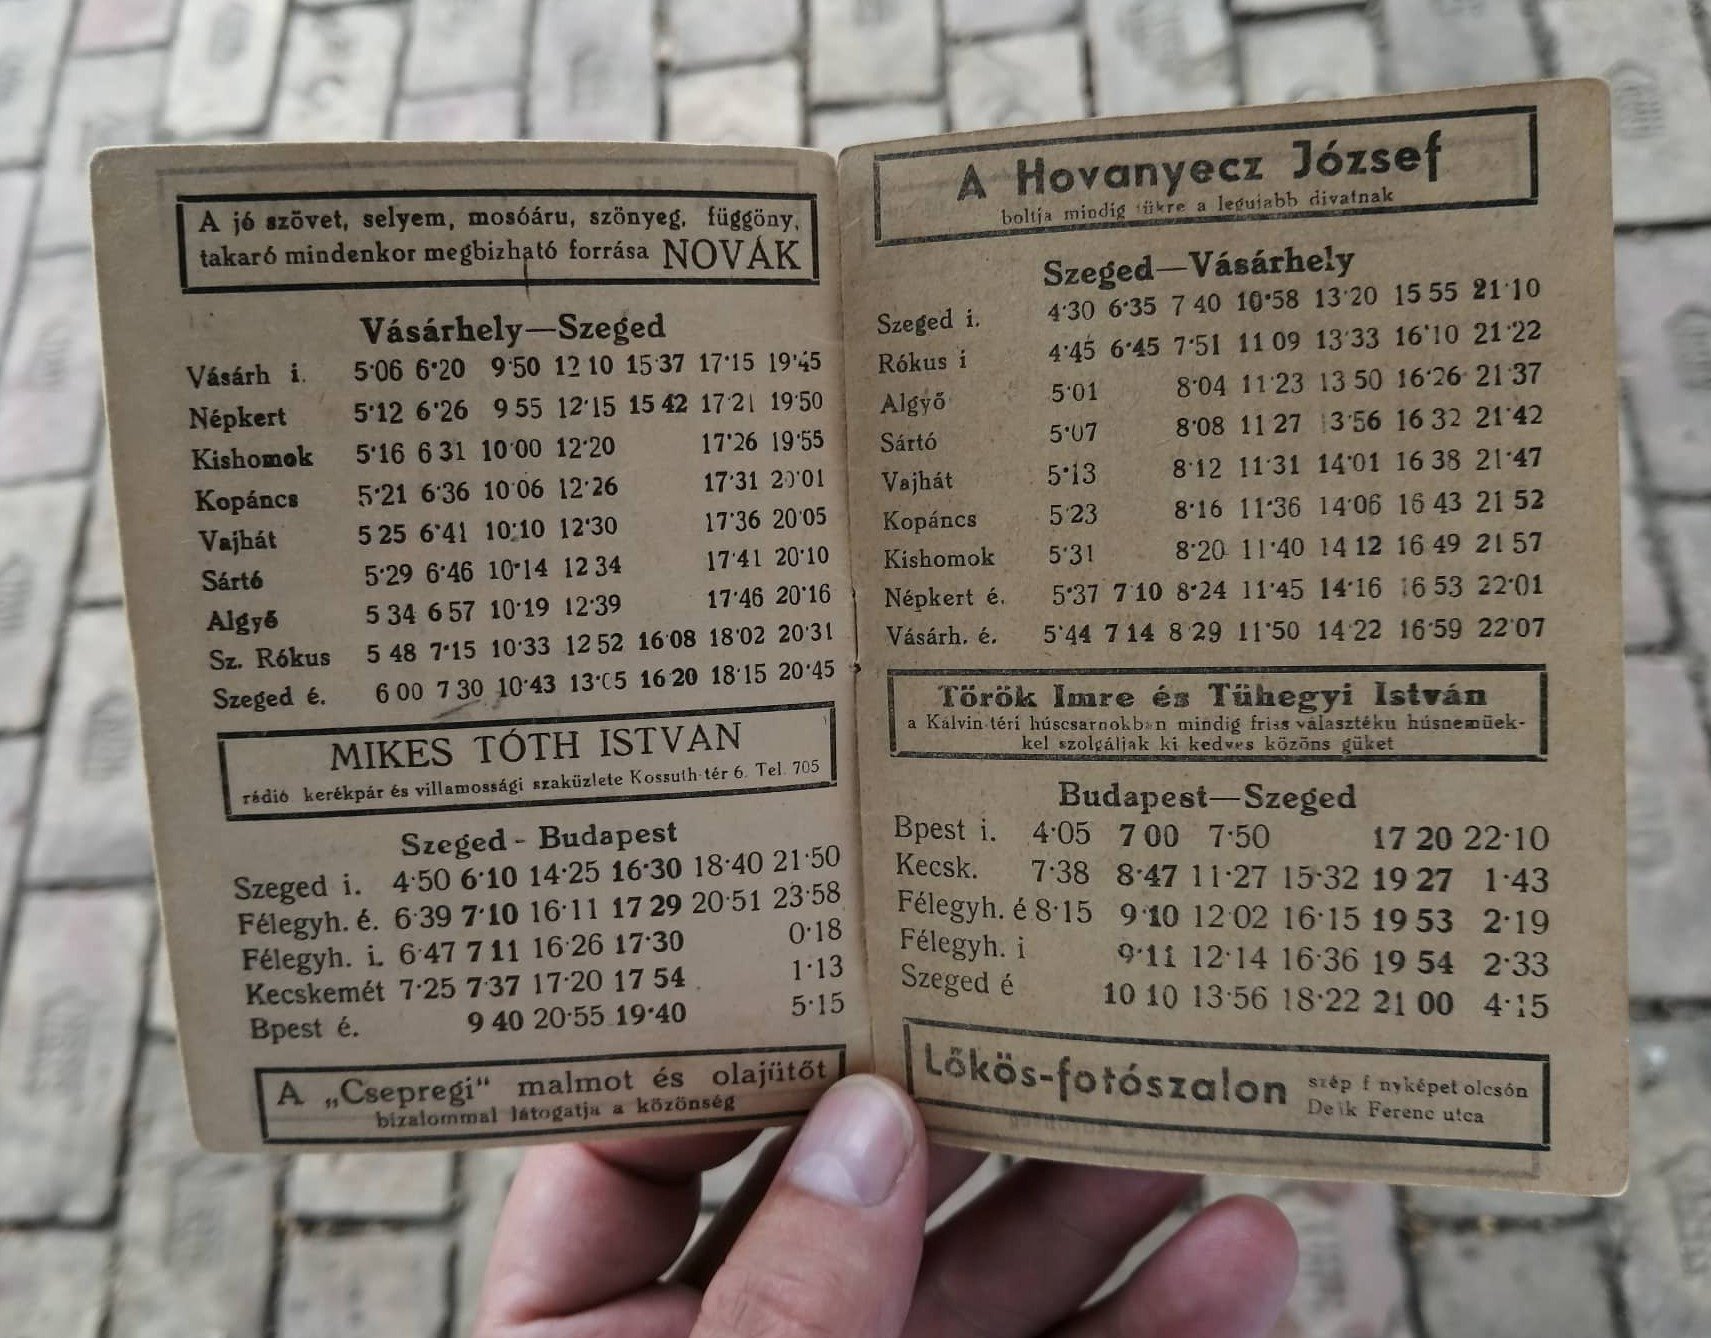 A jó szövet, selyem, mosóáru, szőnyeg, függöny,
takaró mindenkor megbizható forrása NOVÁK
Vásárhely—Szeged
Vásárh i. 5·06 6·20 9·50 12 10 15·37 17·15 19·45
Népkert 5·12 6·26 9 55 12·15 15 42 17·21 19·50
Kishomok 5·16 6 31 10·00 12·20 17·26 19·55
Kopáncs 5·21 6·36 10·06 12·26 17·31 20·01
Vajhát 5 25 6·41 10·10 12·30 17·36 20·05
Sártó 5·29 6·46 10·14 12 34 17·41 20·10
Algyő 5 34 6 57 10·19 12·39 17·46 20·16
Sz. Rókus 5 48 7·15 10·33 12 52 16·08 18·02 20·31
Szeged é. 6 00 7 30 10·43 13·05 16·20 18·15 20·45
MIKES TÓTH ISTVAN
rádió kerékpár és villamossági szaküzlete Kossuth-tér 6. Tel. 705
Szeged - Budapest
Szeged i. 4·50 6·10 14·25 16·30 18·40 21·50
Félegyh. é. 6·39 7·10 16·11 17 29 20·51 23·58
Félegyh. i. 6·47 7 11 16·26 17·30 0·18
Kecskemét 7·25 7·37 17·20 17 54 1·13
Bpest é. 9 40 20·55 19·40 5·15
A „Csepregi" malmot és olajütőt
bizalommal látogatja a közönség
A Hovanyecz József
boltja mindig tükre a legujabb divatnak
Szeged—Vásárhely
Szeged i. 4·30 6·35 7 40 10·58 13·20 15 55 21·10
Rókus i 4·45 6·45 7·51 11 09 13·33 16·10 21·22
Algyő 5·01 8·04 11·23 13 50 16·26 21·37
Sártó 5·07 8·08 11 27 13·56 16 32 21·42
Vajhát 5·13 8·12 11·31 14·01 16 38 21·47
Kopáncs 5·23 8·16 11·36 14·06 16 43 21 52
Kishomok 5·31 8·20 11·40 14 12 16 49 21 57
Népkert é. 5·37 7 10 8·24 11·45 14·16 16 53 22·01
Vásárh. é. 5·44 7 14 8 29 11·50 14·22 16·59 22·07
Török Imre és Tühegyi István
a Kálvin-téri húscsarnokban mindig friss választéku húsneműek-
kel szolgáljak ki kedves közöns güket
Budapest—Szeged
Bpest i. 4·05 7 00 7·50 17 20 22·10
Kecsk. 7·38 8·47 11·27 15·32 19 27 1·43
Félegyh. é 8·15 9·10 12·02 16·15 19 53 2·19
Félegyh. i 9·11 12·14 16·36 19 54 2·33
Szeged é 10 10 13·56 18·22 21 00 4·15
Lőkös-fotószalon
szép f nyképet olcsón
Deák Ferenc utca